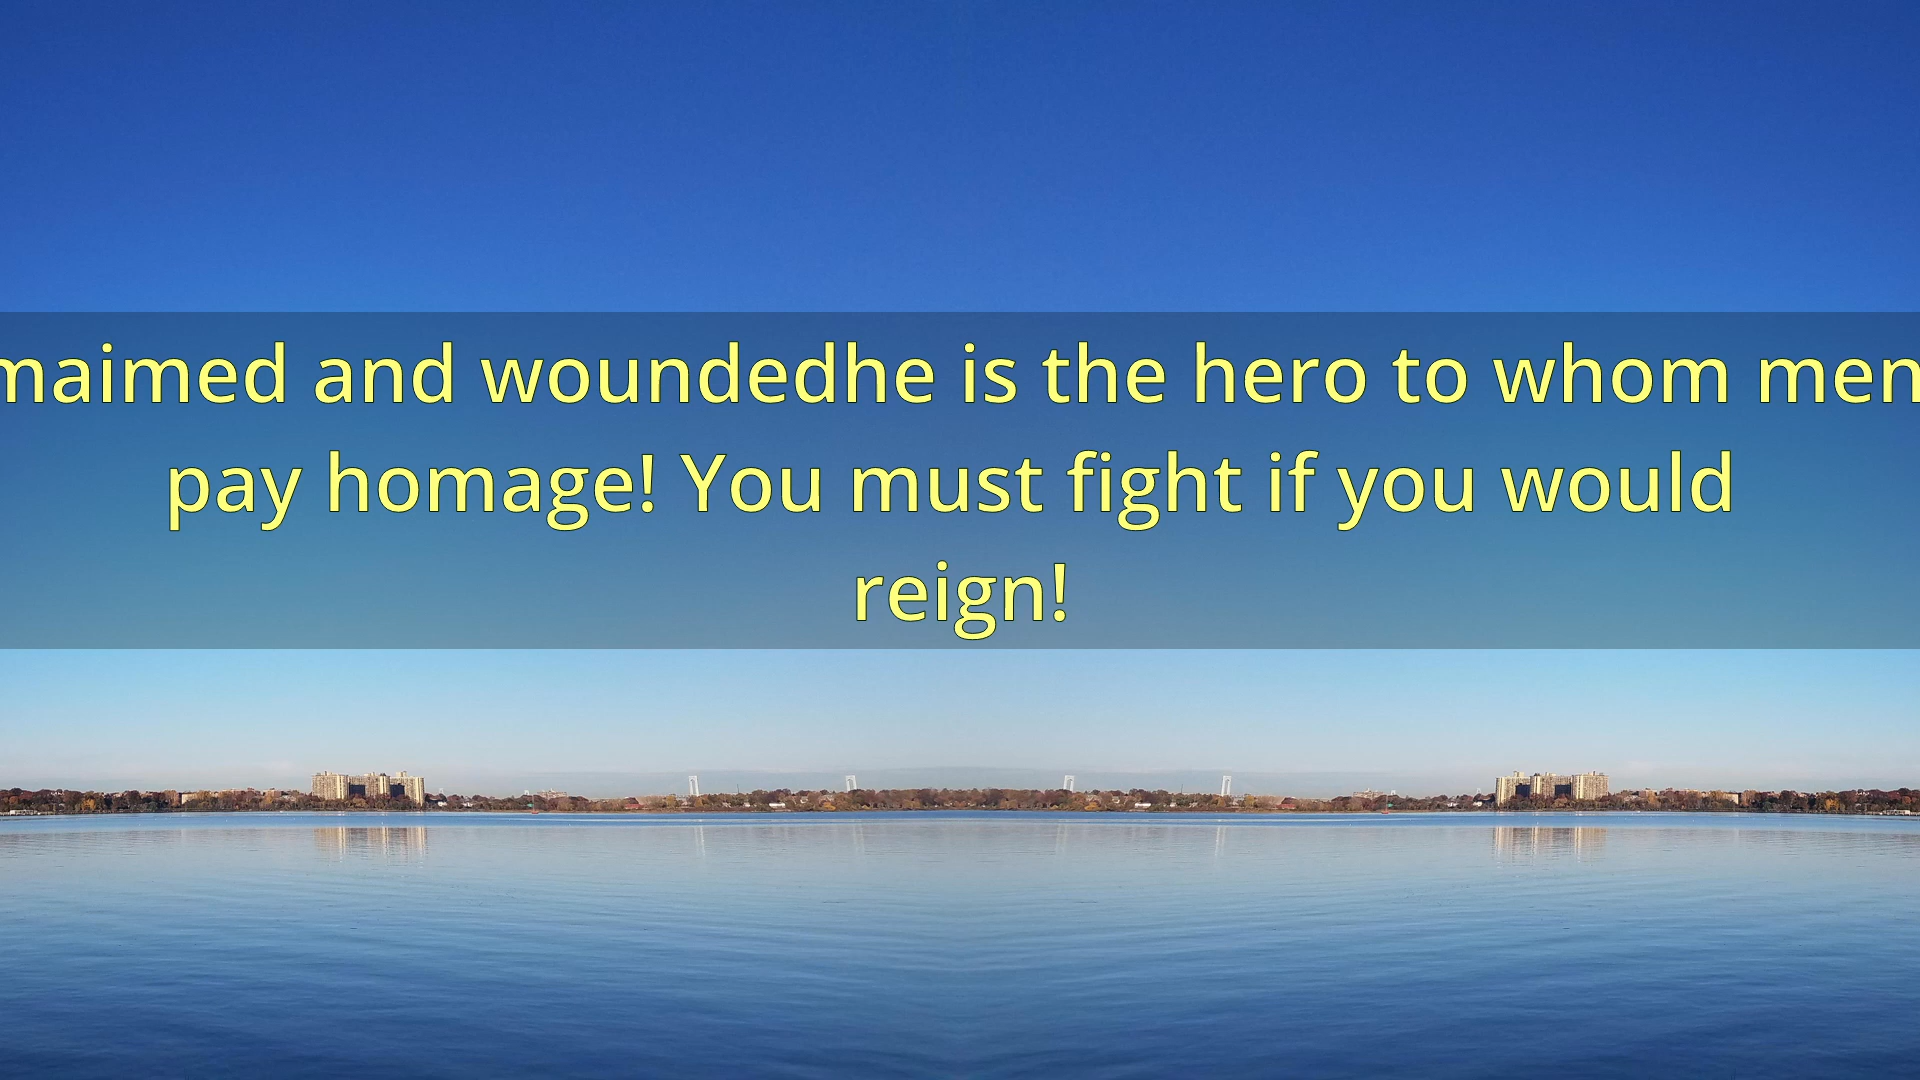 maimed and woundedhe is the hero to whom men
pay homage! You must fight if you would
reign!